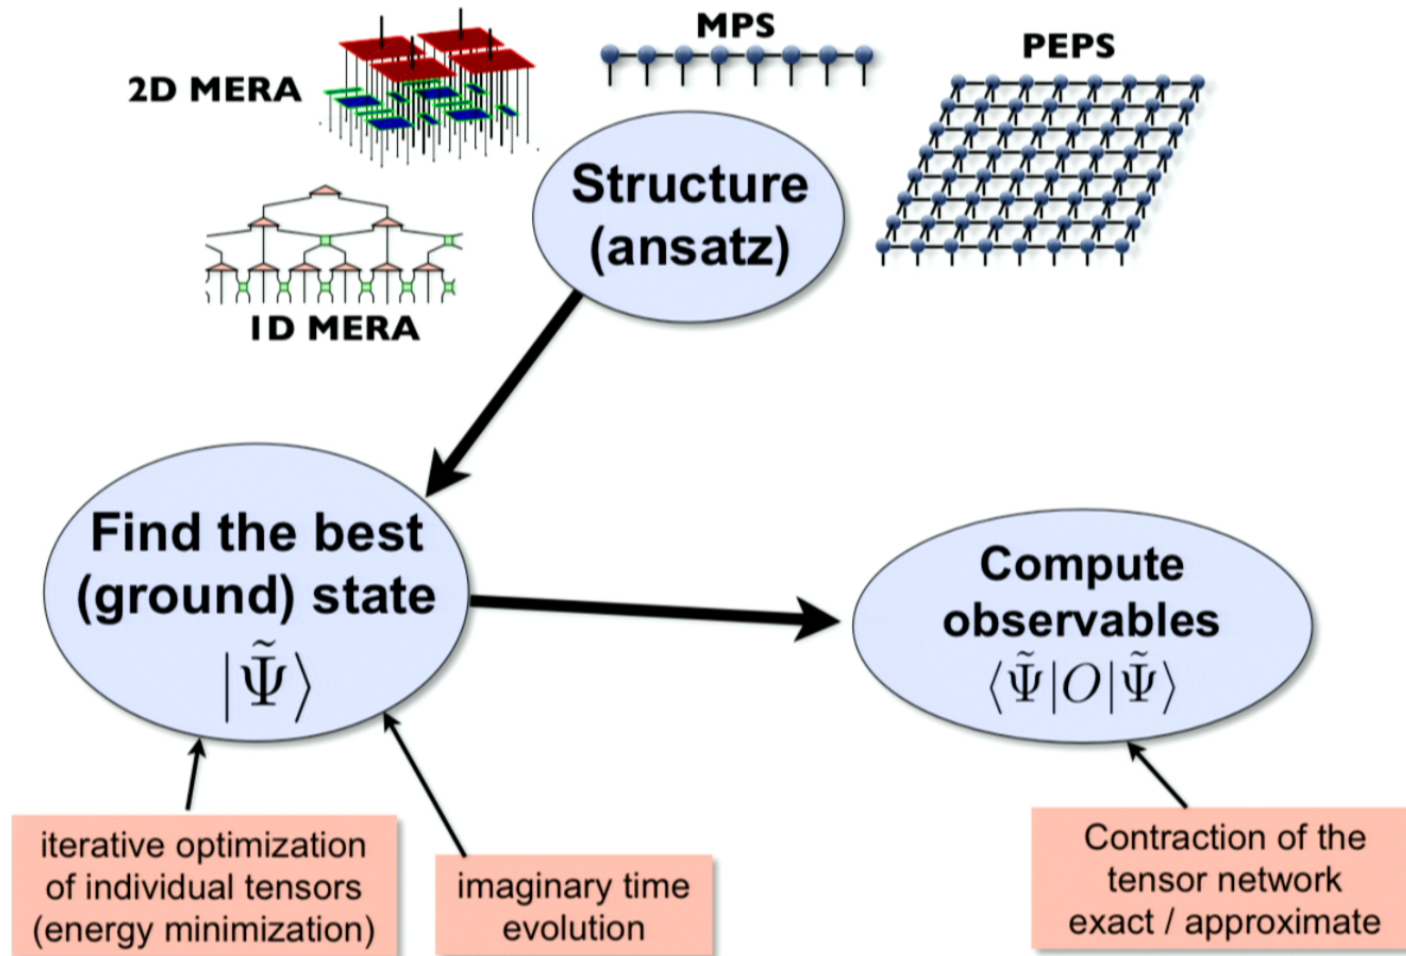 MPS
PEPS
2D MERA
Structure
(ansatz)
1D MERA
Find the best
(ground) state
|Ψ̃⟩
Compute
observables
⟨Ψ̃|O|Ψ̃⟩
iterative optimization
of individual tensors
(energy minimization)
imaginary time
evolution
Contraction of the
tensor network
exact / approximate